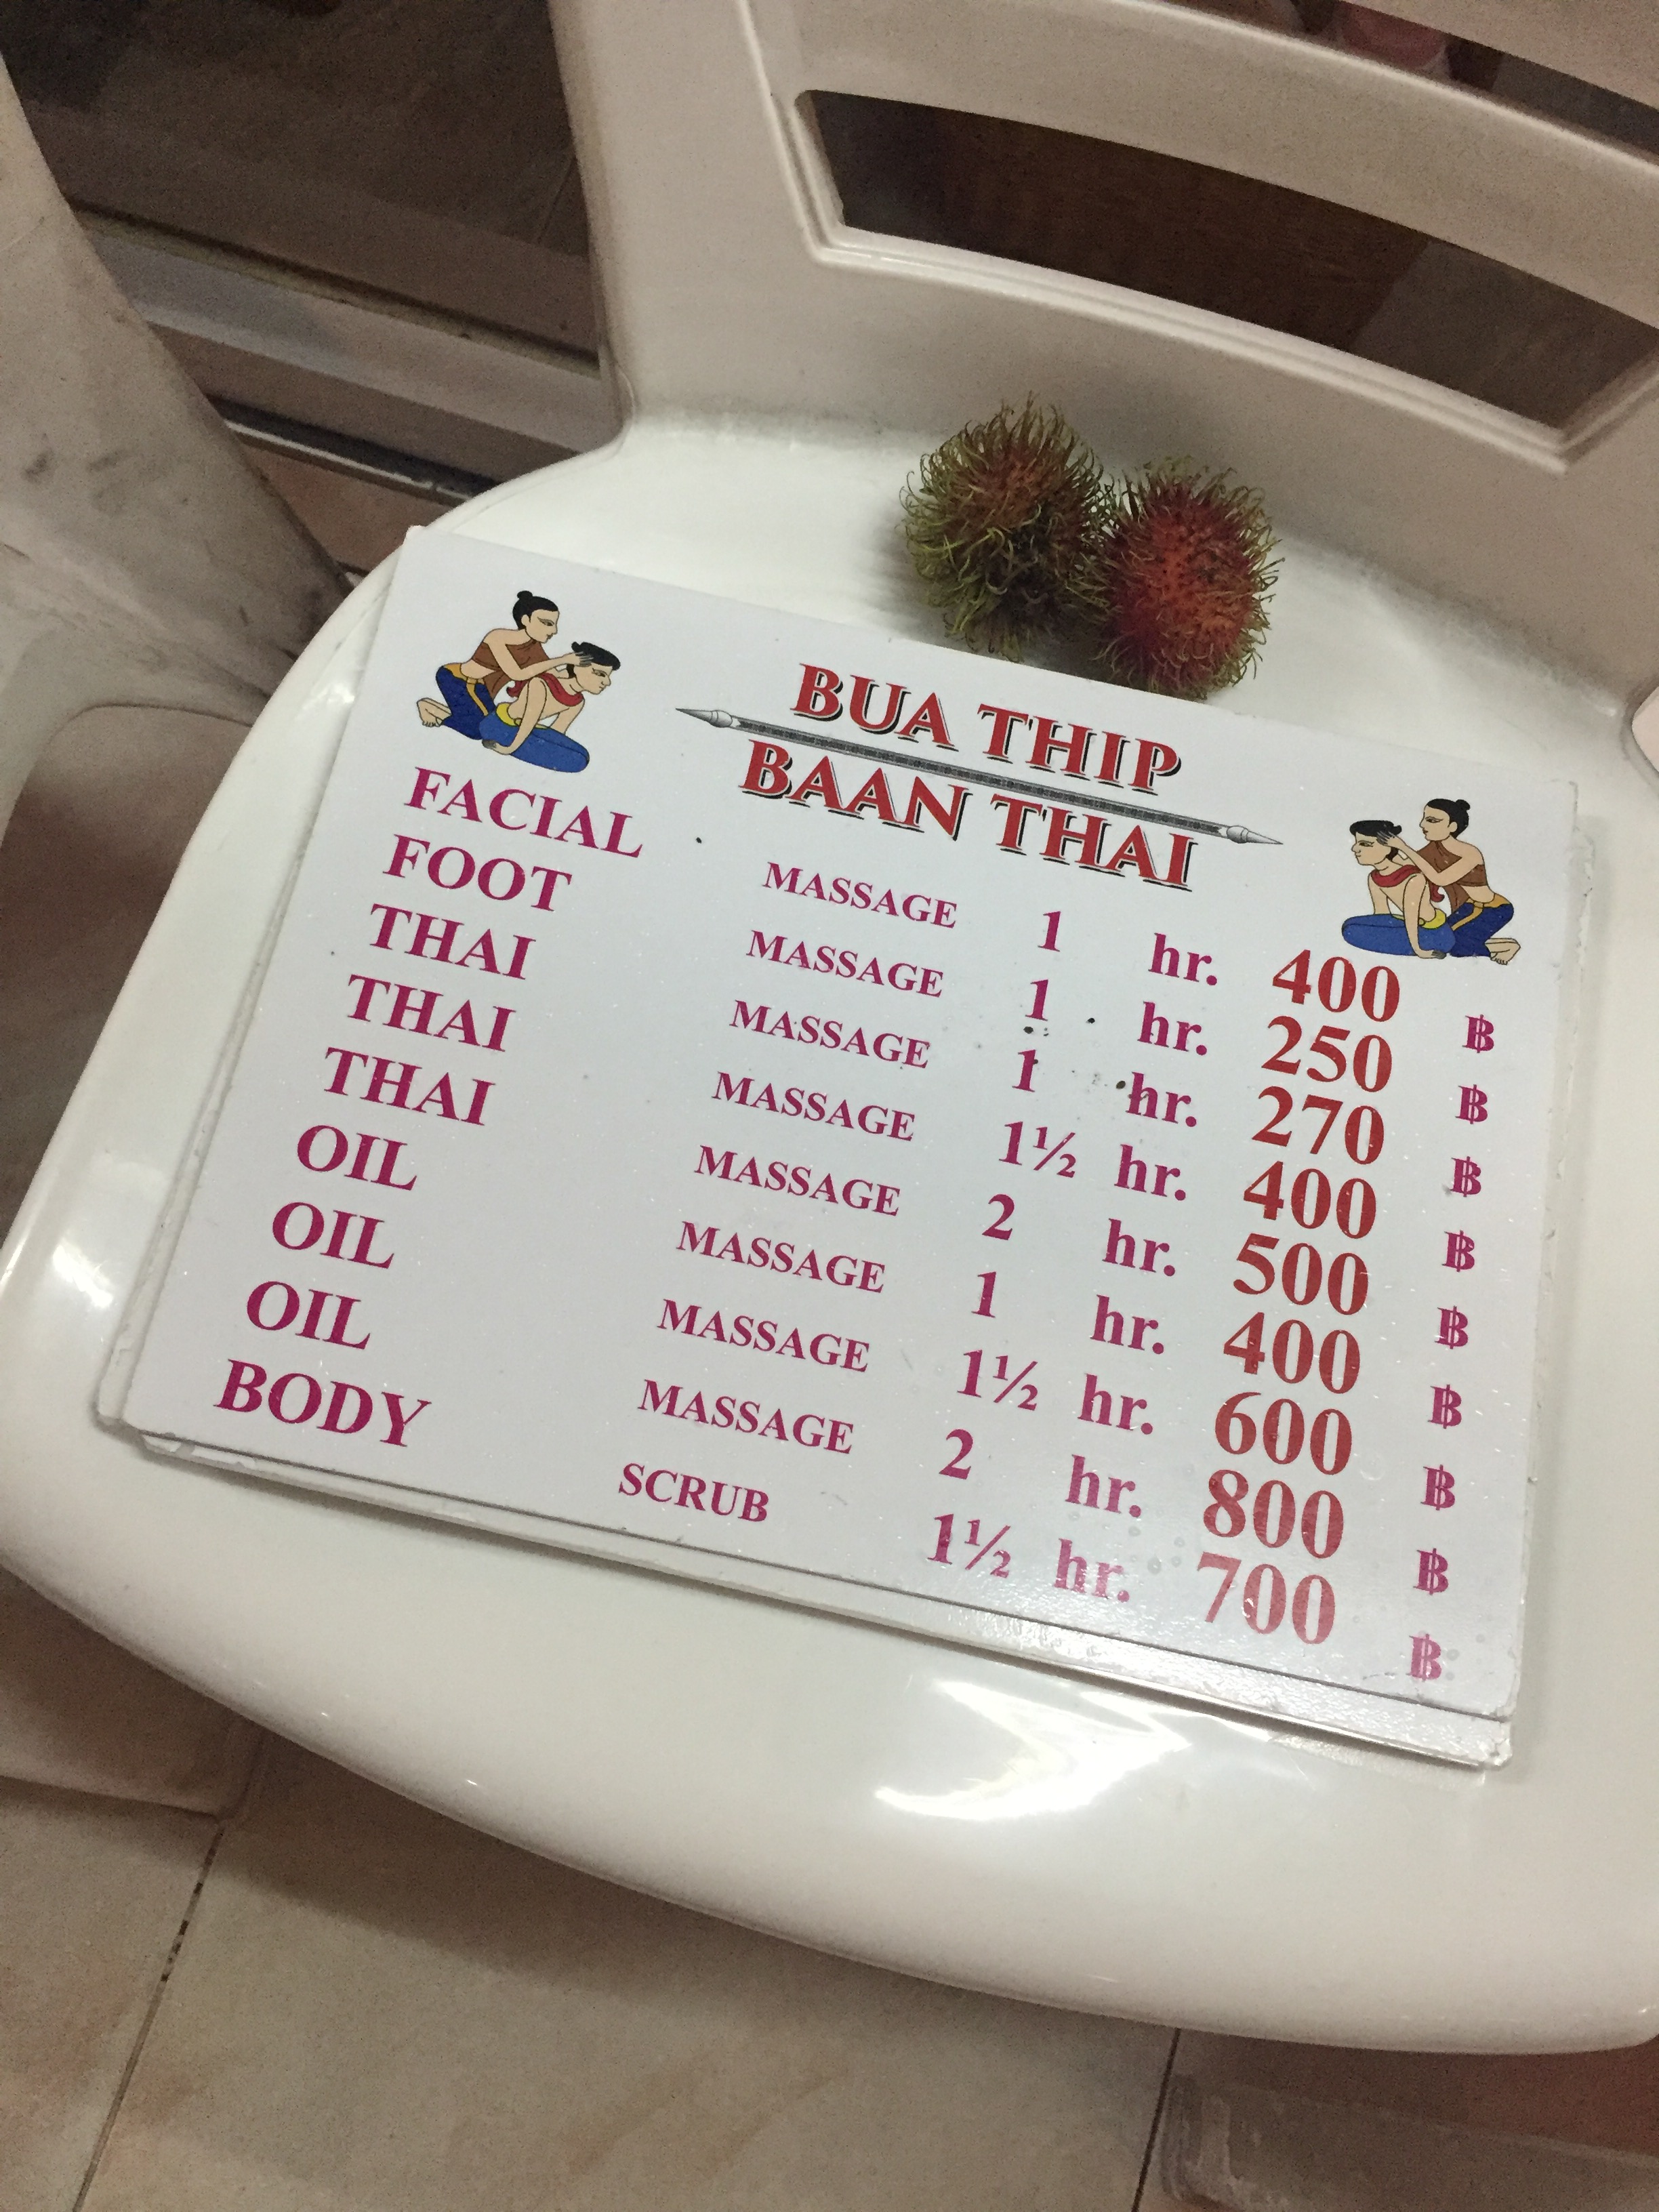 BUA THIP
BAAN THAI
FACIAL MASSAGE 1 hr. 400 ฿
FOOT MASSAGE 1 hr. 250 ฿
THAI MASSAGE 1 hr. 270 ฿
THAI MASSAGE 1½ hr. 400 ฿
THAI MASSAGE 2 hr. 500 ฿
OIL MASSAGE 1 hr. 400 ฿
OIL MASSAGE 1½ hr. 600 ฿
OIL MASSAGE 2 hr. 800 ฿
BODY SCRUB 1½ hr. 700 ฿